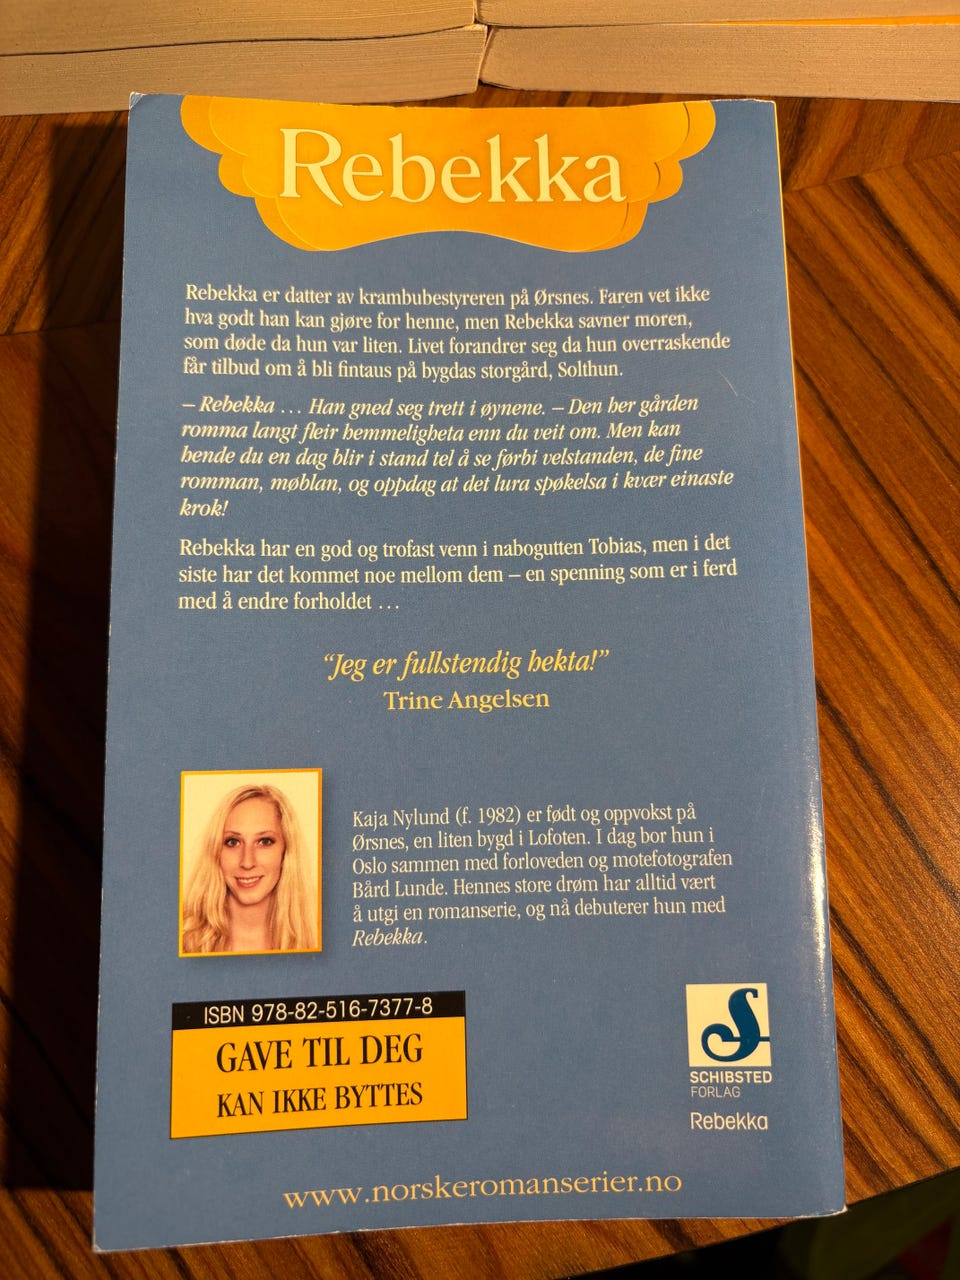 Rebekka
Rebekka er datter av krambubestyreren på Ørsnes. Faren vet ikke
hva godt han kan gjøre for henne, men Rebekka savner moren,
som døde da hun var liten. Livet forandrer seg da hun overraskende
får tilbud om å bli fintaus på bygdas storgård, Solthun.
– Rebekka … Han gned seg trett i øynene. – Den her gården
romma langt fleir hemmeligheta enn du veit om. Men kan
hende du en dag blir i stand tel å se førbi velstanden, de fine
romman, møblan, og oppdag at det lura spøkelsa i kvær einaste
krok!
Rebekka har en god og trofast venn i nabogutten Tobias, men i det
siste har det kommet noe mellom dem – en spenning som er i ferd
med å endre forholdet …
“Jeg er fullstendig hekta!”
Trine Angelsen
Kaja Nylund (f. 1982) er født og oppvokst på
Ørsnes, en liten bygd i Lofoten. I dag bor hun i
Oslo sammen med forloveden og motefotografen
Bård Lunde. Hennes store drøm har alltid vært
å utgi en romanserie, og nå debuterer hun med
Rebekka.
ISBN 978-82-516-7377-8
GAVE TIL DEG
KAN IKKE BYTTES
S
SCHIBSTED
FORLAG
Rebekka
www.norskeromanserier.no